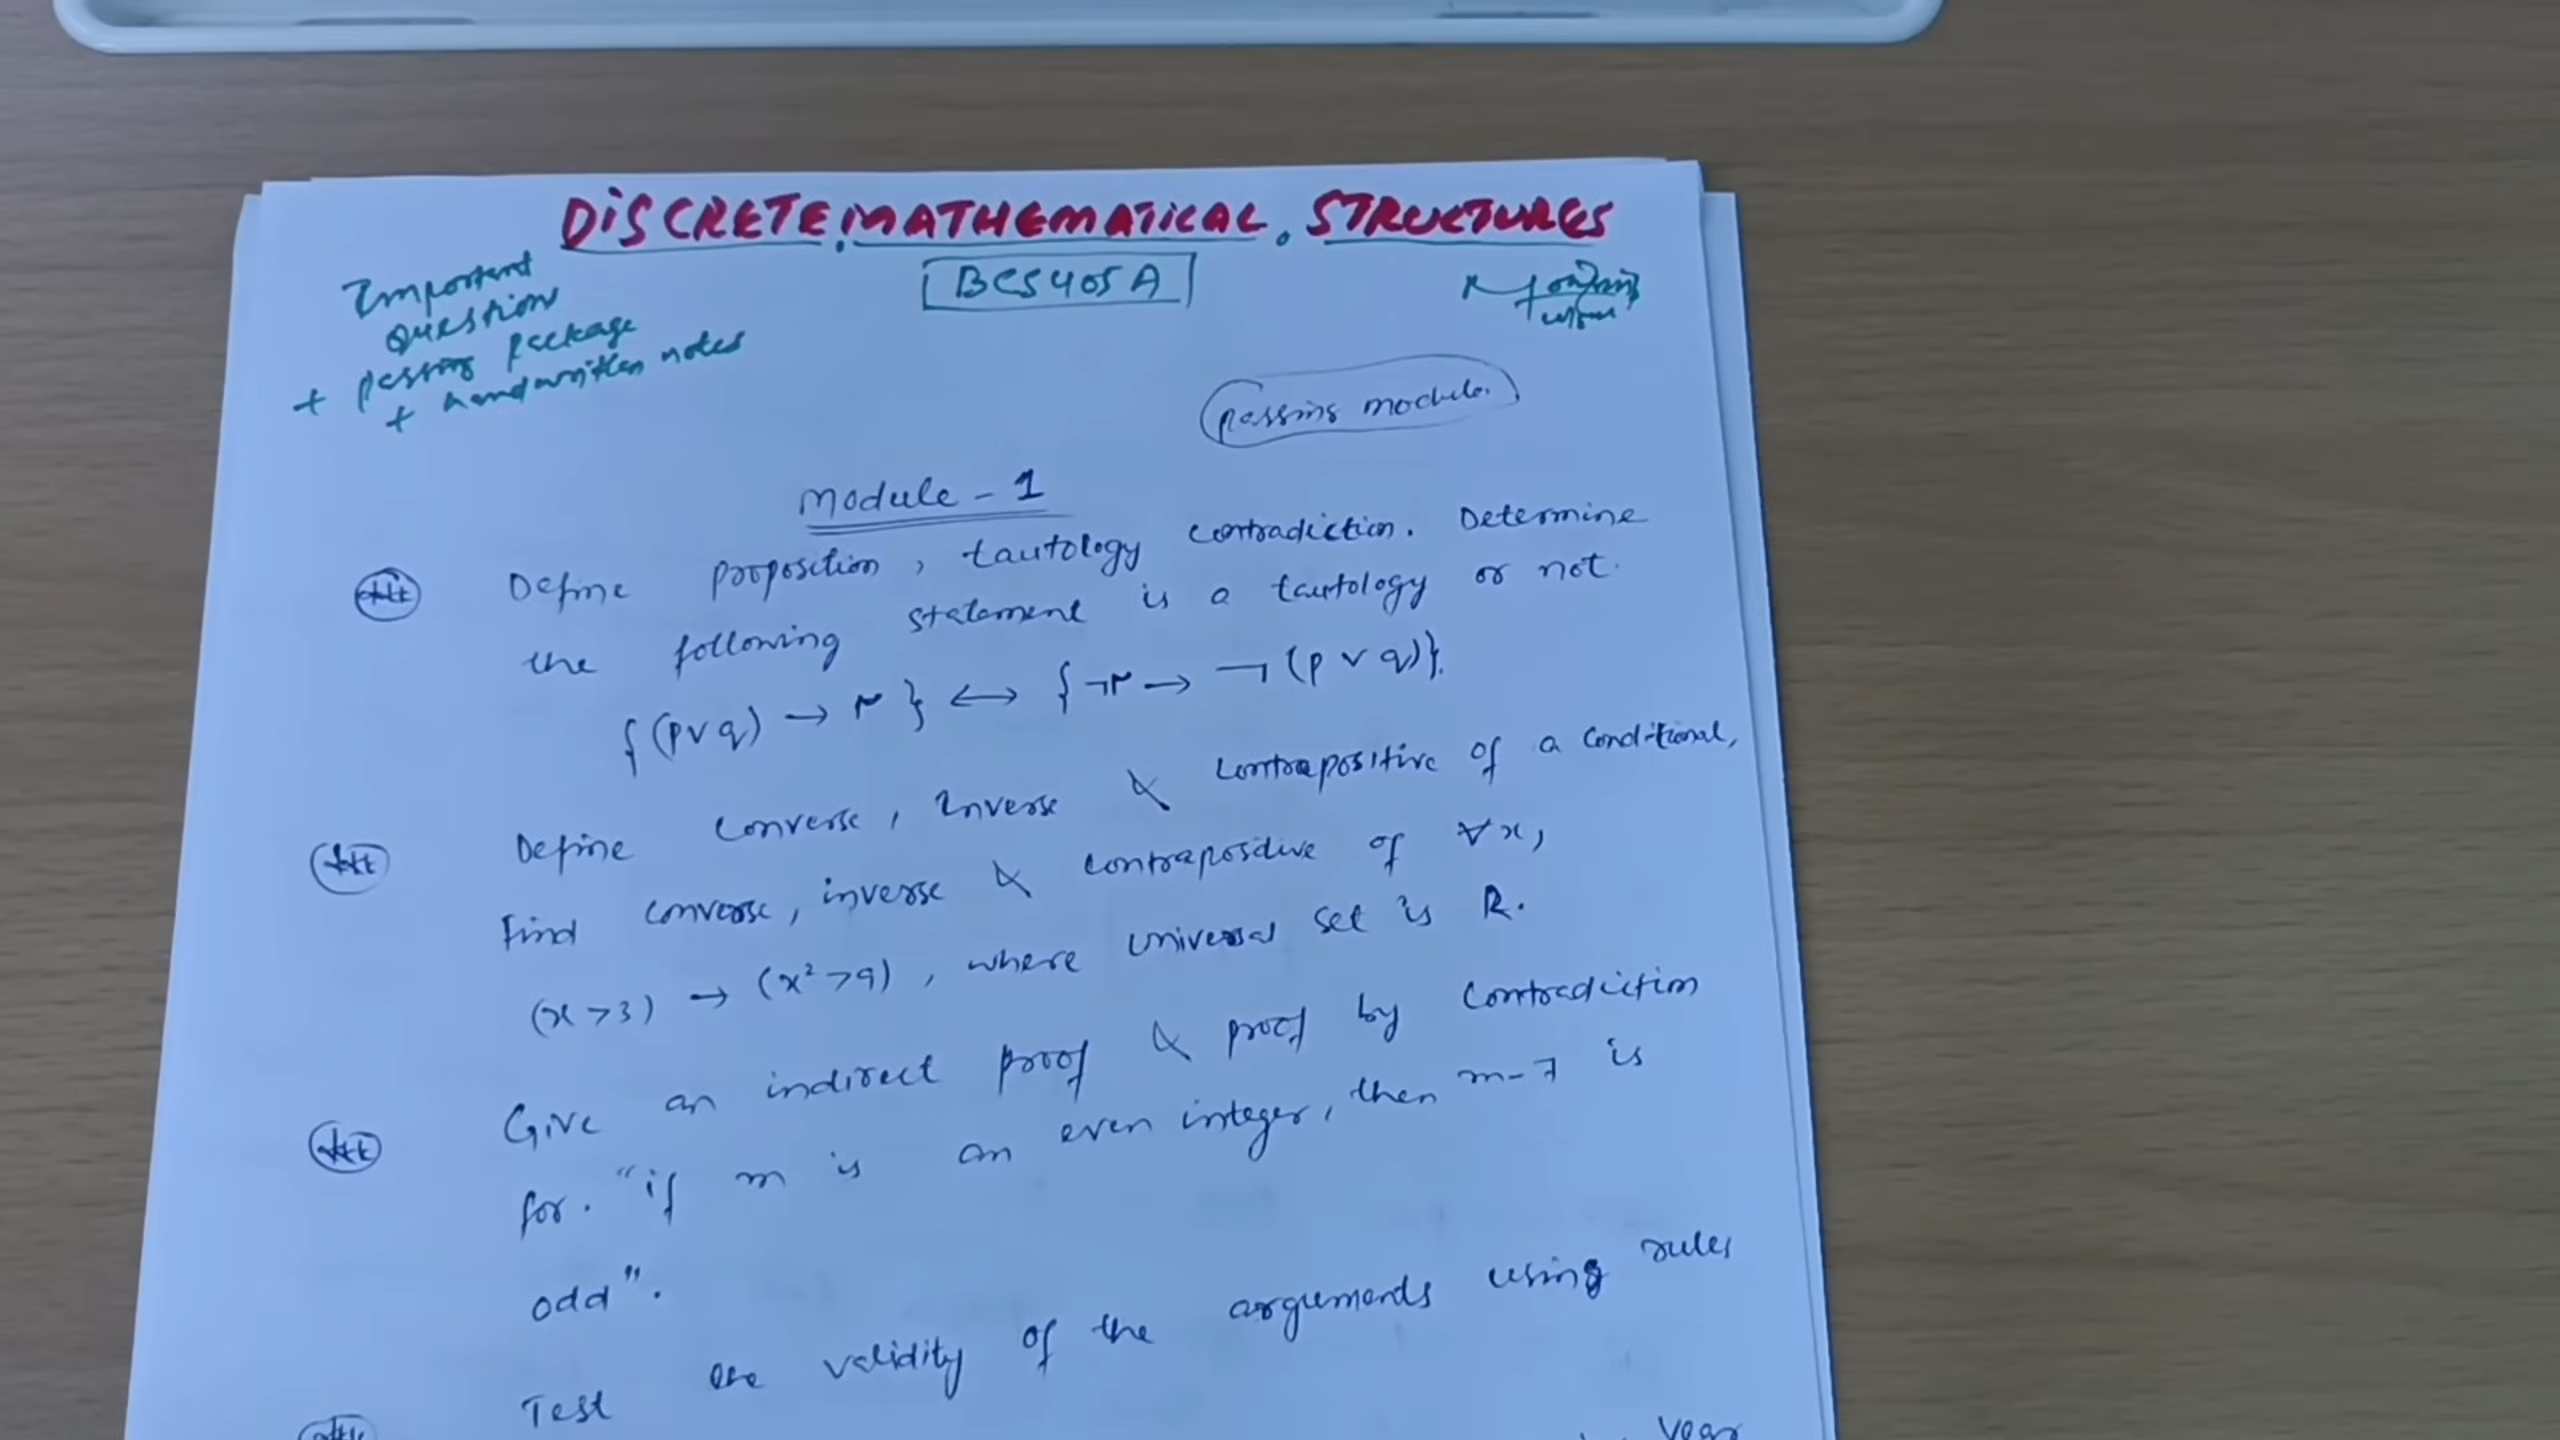 DISCRETE MATHEMATICAL STRUCTURES
BCS405A
Important
question
+ passing package
+ handwritten notes
passing module.
Module - 1
Define proposition, tautology contradiction. Determine
the following statement is a tautology or not.
{(p∨q) → r} ↔ {¬r → ¬(p ∨ q)}.
Define converse, Inverse & contrapositive of a conditional,
find converse, inverse & contrapositive of ∀x,
(x >3) → (x² >9), where universal set is R.
Give an indirect proof & proof by contradiction
for. "if m is an even integer, then m-7 is
odd".
Test the validity of the arguments using rules
year